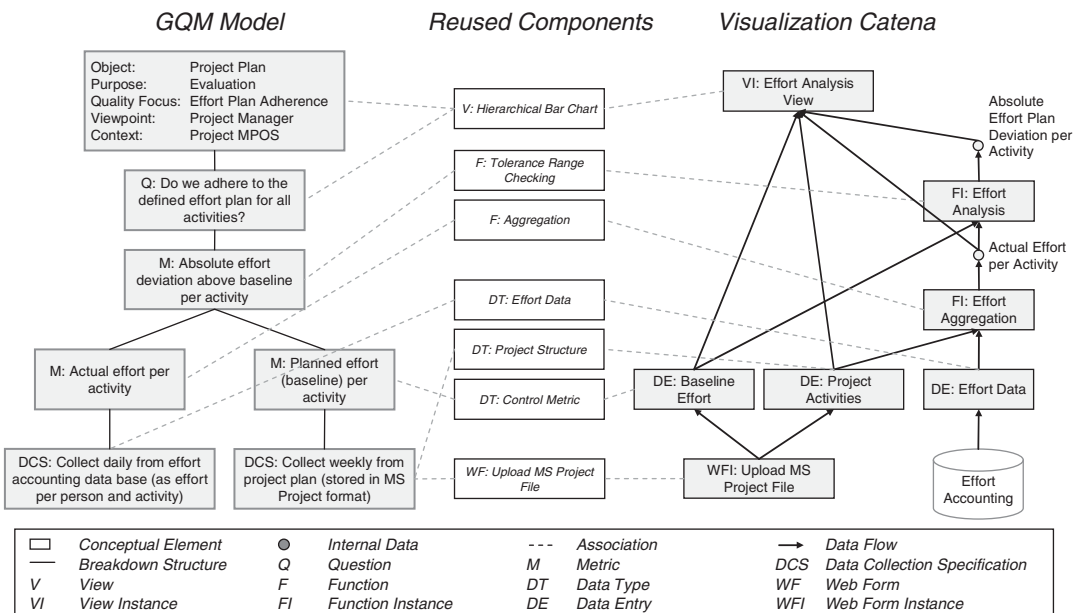 GQM Model
Reused Components
Visualization Catena
Object: Project Plan
Purpose: Evaluation
Quality Focus: Effort Plan Adherence
Viewpoint: Project Manager
Context: Project MPOS
Q: Do we adhere to the
defined effort plan for all
activities?
M: Absolute effort
deviation above baseline
per activity
M: Actual effort per
activity
M: Planned effort
(baseline) per
activity
DCS: Collect daily from effort
accounting data base (as effort
per person and activity)
DCS: Collect weekly from
project plan (stored in MS
Project format)
V: Hierarchical Bar Chart
F: Tolerance Range
Checking
F: Aggregation
DT: Effort Data
DT: Project Structure
DT: Control Metric
WF: Upload MS Project
File
VI: Effort Analysis
View
Absolute
Effort Plan
Deviation per
Activity
FI: Effort
Analysis
Actual Effort
per Activity
FI: Effort
Aggregation
DE: Baseline
Effort
DE: Project
Activities
DE: Effort Data
WFI: Upload MS
Project File
Effort
Accounting
Conceptual Element
Internal Data
Association
Data Flow
Breakdown Structure
Q Question
M Metric
DCS Data Collection Specification
V View
F Function
DT Data Type
WF Web Form
VI View Instance
FI Function Instance
DE Data Entry
WFI Web Form Instance